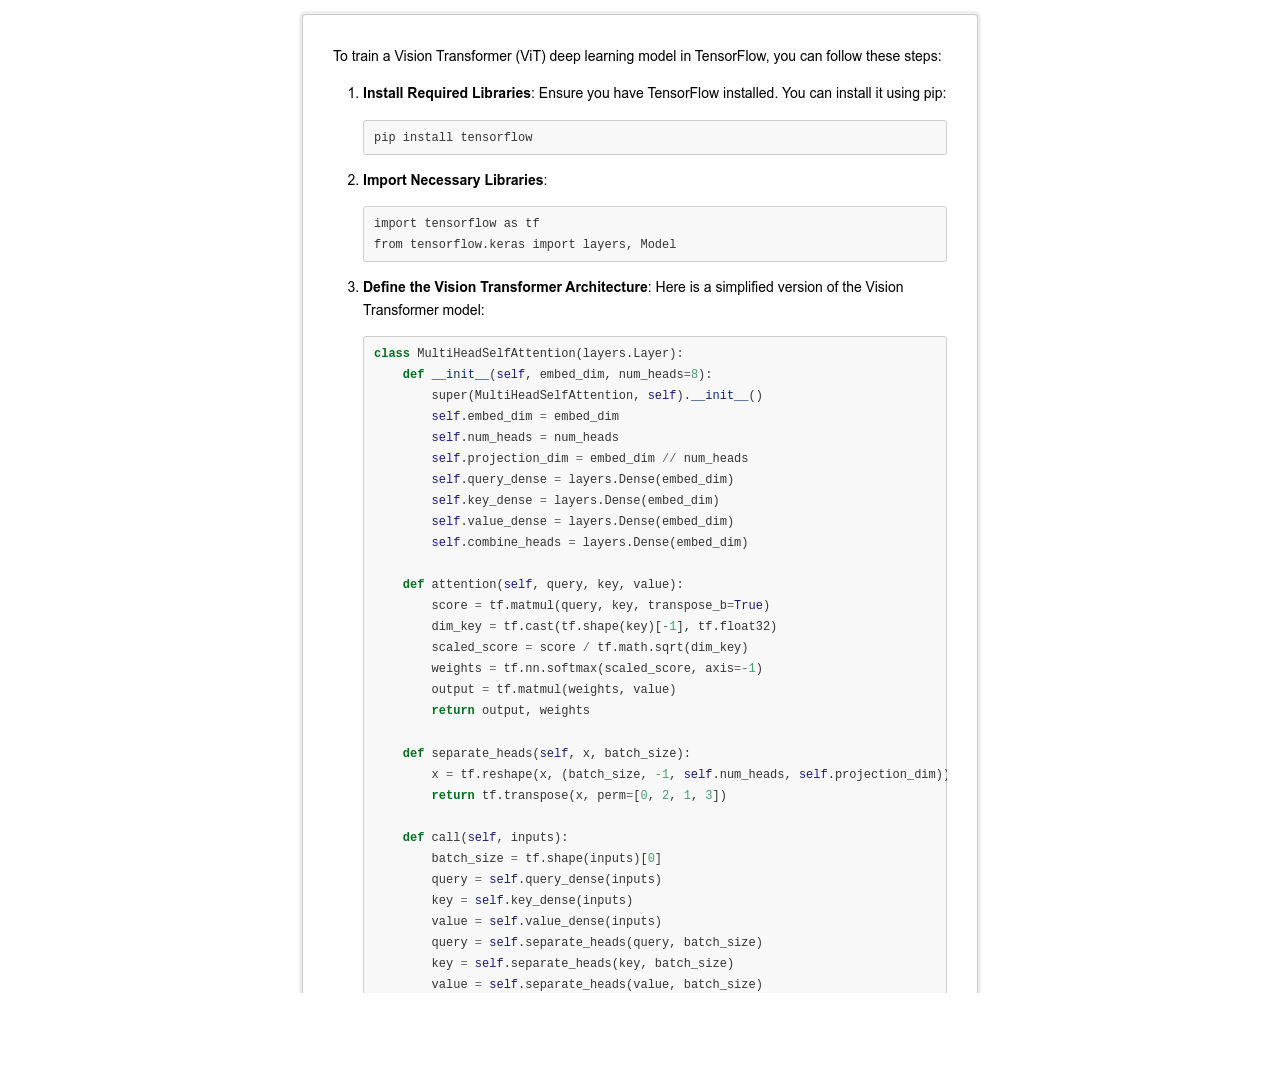 To train a Vision Transformer (ViT) deep learning model in TensorFlow, you can follow these steps:
1. Install Required Libraries: Ensure you have TensorFlow installed. You can install it using pip:
pip install tensorflow
2. Import Necessary Libraries:
import tensorflow as tf
from tensorflow.keras import layers, Model
3. Define the Vision Transformer Architecture: Here is a simplified version of the Vision
Transformer model:
class MultiHeadSelfAttention(layers.Layer):
    def __init__(self, embed_dim, num_heads=8):
        super(MultiHeadSelfAttention, self).__init__()
        self.embed_dim = embed_dim
        self.num_heads = num_heads
        self.projection_dim = embed_dim // num_heads
        self.query_dense = layers.Dense(embed_dim)
        self.key_dense = layers.Dense(embed_dim)
        self.value_dense = layers.Dense(embed_dim)
        self.combine_heads = layers.Dense(embed_dim)

    def attention(self, query, key, value):
        score = tf.matmul(query, key, transpose_b=True)
        dim_key = tf.cast(tf.shape(key)[-1], tf.float32)
        scaled_score = score / tf.math.sqrt(dim_key)
        weights = tf.nn.softmax(scaled_score, axis=-1)
        output = tf.matmul(weights, value)
        return output, weights

    def separate_heads(self, x, batch_size):
        x = tf.reshape(x, (batch_size, -1, self.num_heads, self.projection_dim))
        return tf.transpose(x, perm=[0, 2, 1, 3])

    def call(self, inputs):
        batch_size = tf.shape(inputs)[0]
        query = self.query_dense(inputs)
        key = self.key_dense(inputs)
        value = self.value_dense(inputs)
        query = self.separate_heads(query, batch_size)
        key = self.separate_heads(key, batch_size)
        value = self.separate_heads(value, batch_size)